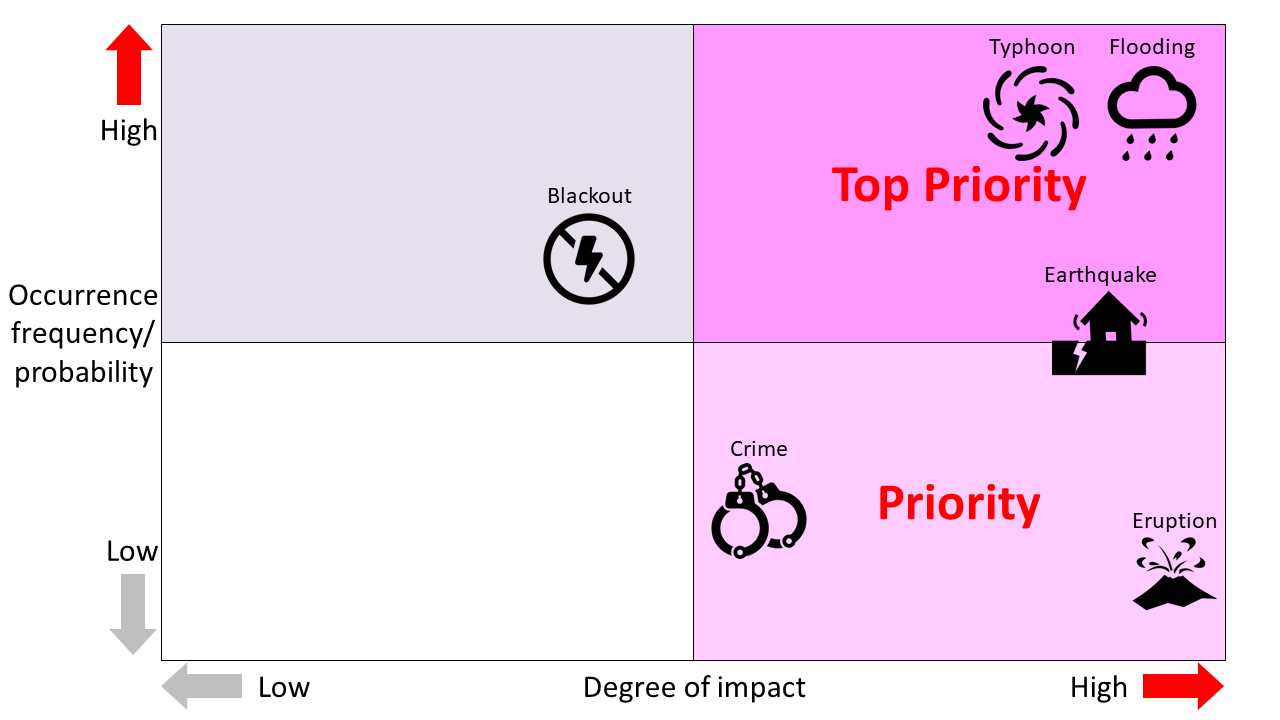 Typhoon
Flooding
High
Top Priority
Blackout
Earthquake
Occurrence
frequency/
probability
Crime
Priority
Eruption
Low
Low
Degree of impact
High